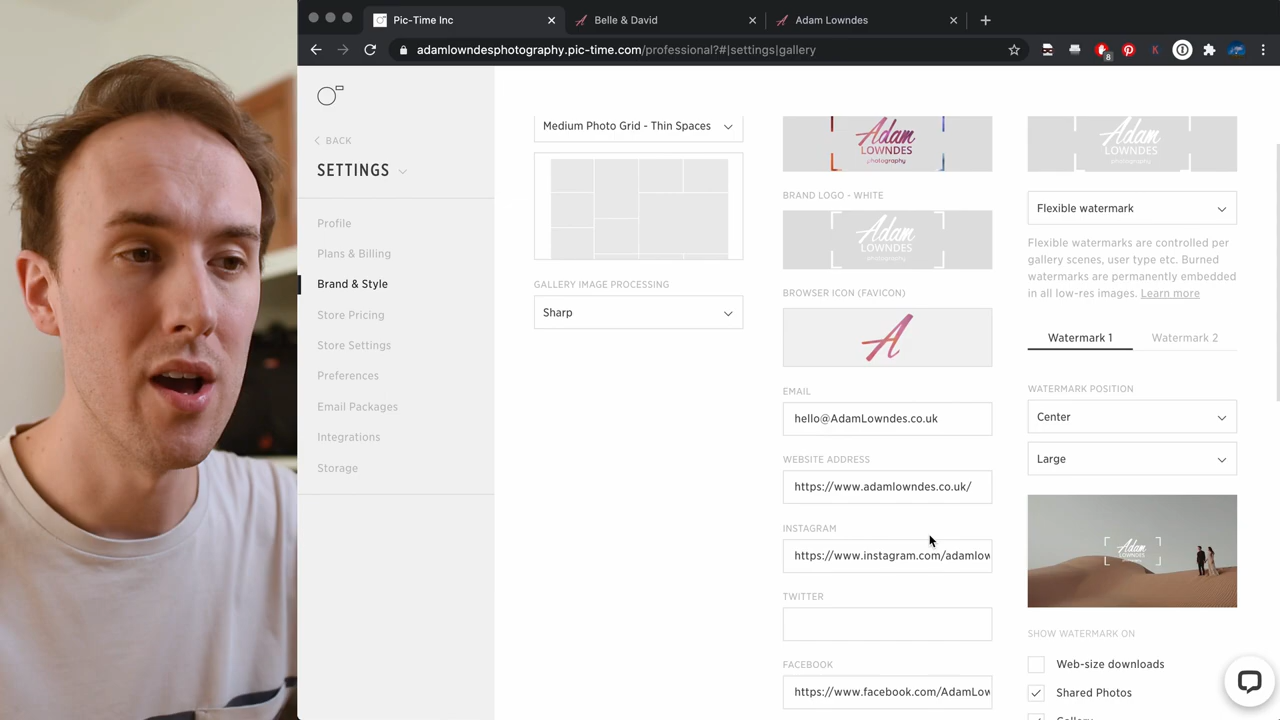 Pic-Time Inc
Belle & David
Adam Lowndes
adamlowndesphotography.pic-time.com/professional?#|settings|gallery
8
K
BACK
SETTINGS
Profile
Plans & Billing
Brand & Style
Store Pricing
Store Settings
Preferences
Email Packages
Integrations
Storage
Medium Photo Grid - Thin Spaces
GALLERY IMAGE PROCESSING
Sharp
Adam
LOWNDES
photography
BRAND LOGO - WHITE
Adam
LOWNDES
photography
BROWSER ICON (FAVICON)
A
EMAIL
hello@AdamLowndes.co.uk
WEBSITE ADDRESS
https://www.adamlowndes.co.uk/
INSTAGRAM
https://www.instagram.com/adamlow
TWITTER
FACEBOOK
https://www.facebook.com/AdamLow
Adam
LOWNDES
photography
Flexible watermark
Flexible watermarks are controlled per
gallery scenes, user type etc. Burned
watermarks are permanently embedded
in all low-res images. Learn more
Watermark 1
Watermark 2
WATERMARK POSITION
Center
Large
Adam
LOWNDES
SHOW WATERMARK ON
Web-size downloads
Shared Photos
Gallery